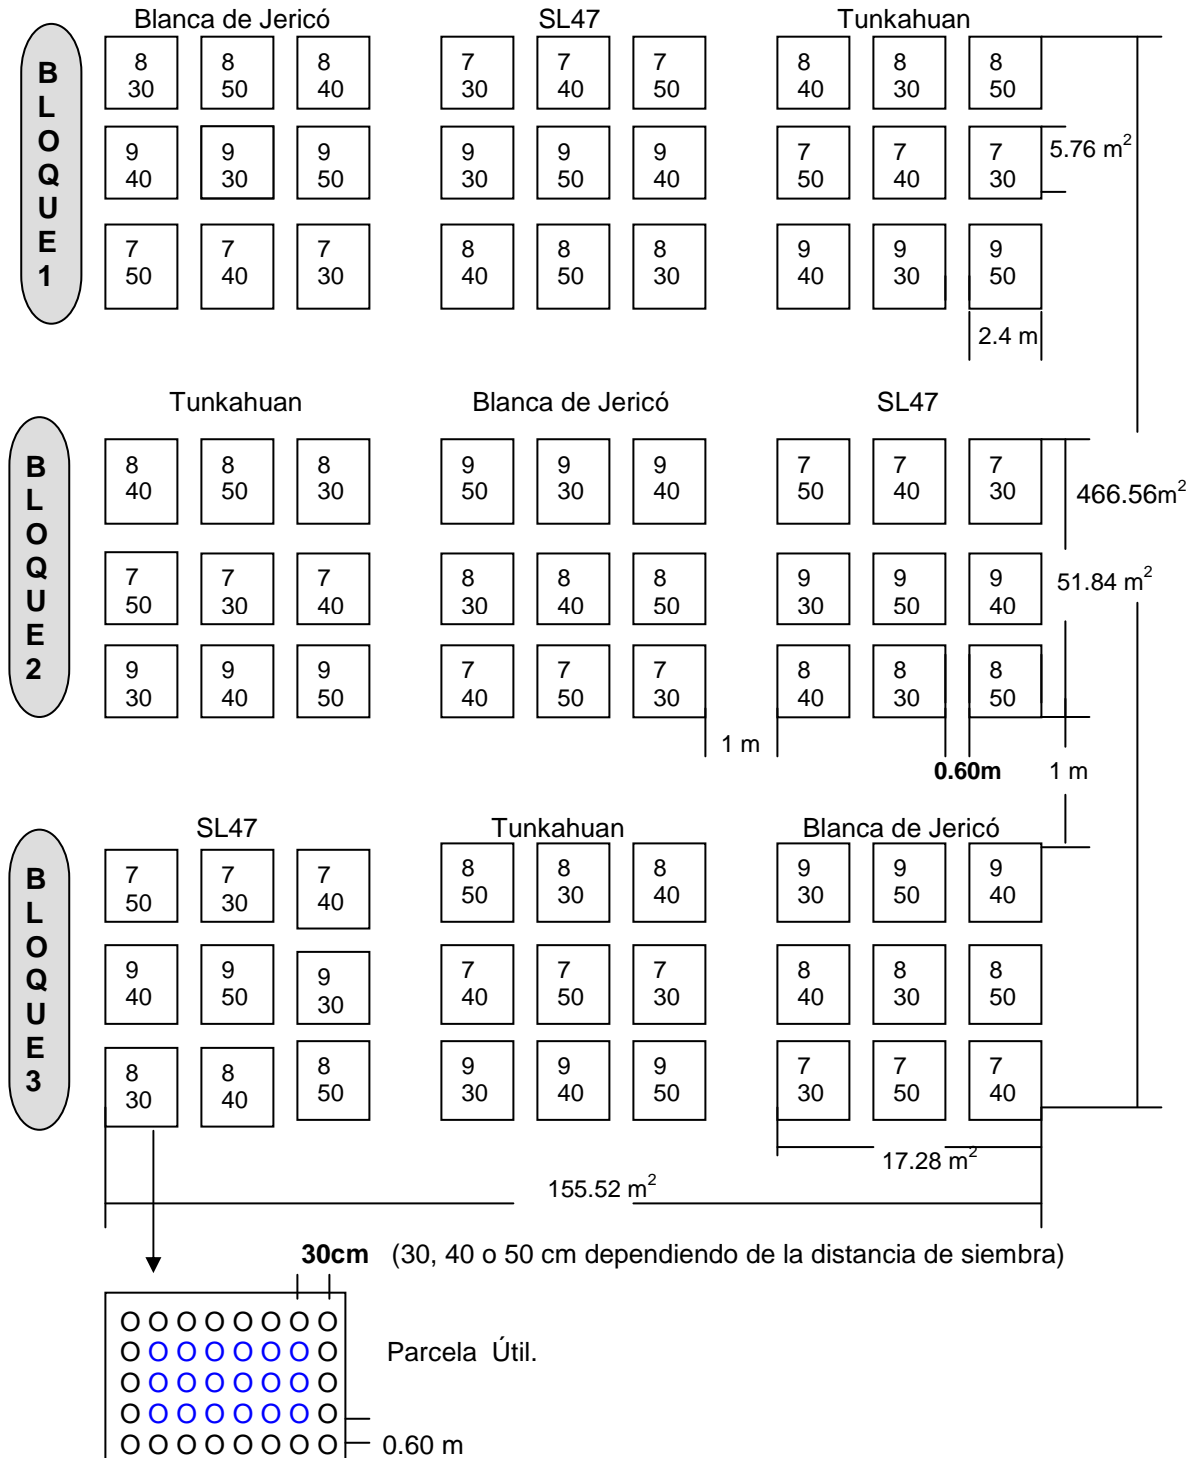 Blanca de Jericó SL47 Tunkahuan
BLOQUE1
8 8 8 7 7 7 8 8 8
30 50 40 30 40 50 40 30 50
9 9 9 9 9 9 7 7 7
40 30 50 30 50 40 50 40 30
5.76 m2
7 7 7 8 8 8 9 9 9
50 40 30 40 50 30 40 30 50
2.4 m
Tunkahuan Blanca de Jericó SL47
BLOQUE2
8 8 8 9 9 9 7 7 7
40 50 30 50 30 40 50 40 30
466.56m2
7 7 7 8 8 8 9 9 9
50 30 40 30 40 50 30 50 40
51.84 m2
9 9 9 7 7 7 8 8 8
30 40 50 40 50 30 40 30 50
1 m
0.60m 1 m
SL47 Tunkahuan Blanca de Jericó
BLOQUE3
7 7 7 8 8 8 9 9 9
50 30 40 50 30 40 30 50 40
9 9 9 7 7 7 8 8 8
40 50 30 40 50 30 40 30 50
8 8 8 9 9 9 7 7 7
30 40 50 30 40 50 30 50 40
17.28 m2
155.52 m2
30cm (30, 40 o 50 cm dependiendo de la distancia de siembra)
O O O O O O O O
O O O O O O O O
Parcela Útil.
O O O O O O O O
O O O O O O O O
O O O O O O O O
0.60 m